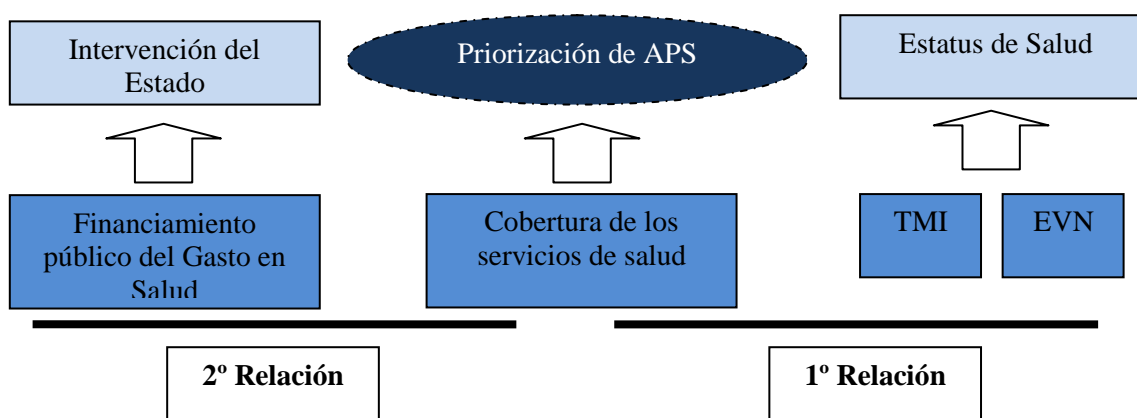 Intervención del
Estado
Priorización de APS
Estatus de Salud
Financiamiento
público del Gasto en
Salud
Cobertura de los
servicios de salud
TMI
EVN
2º Relación
1º Relación